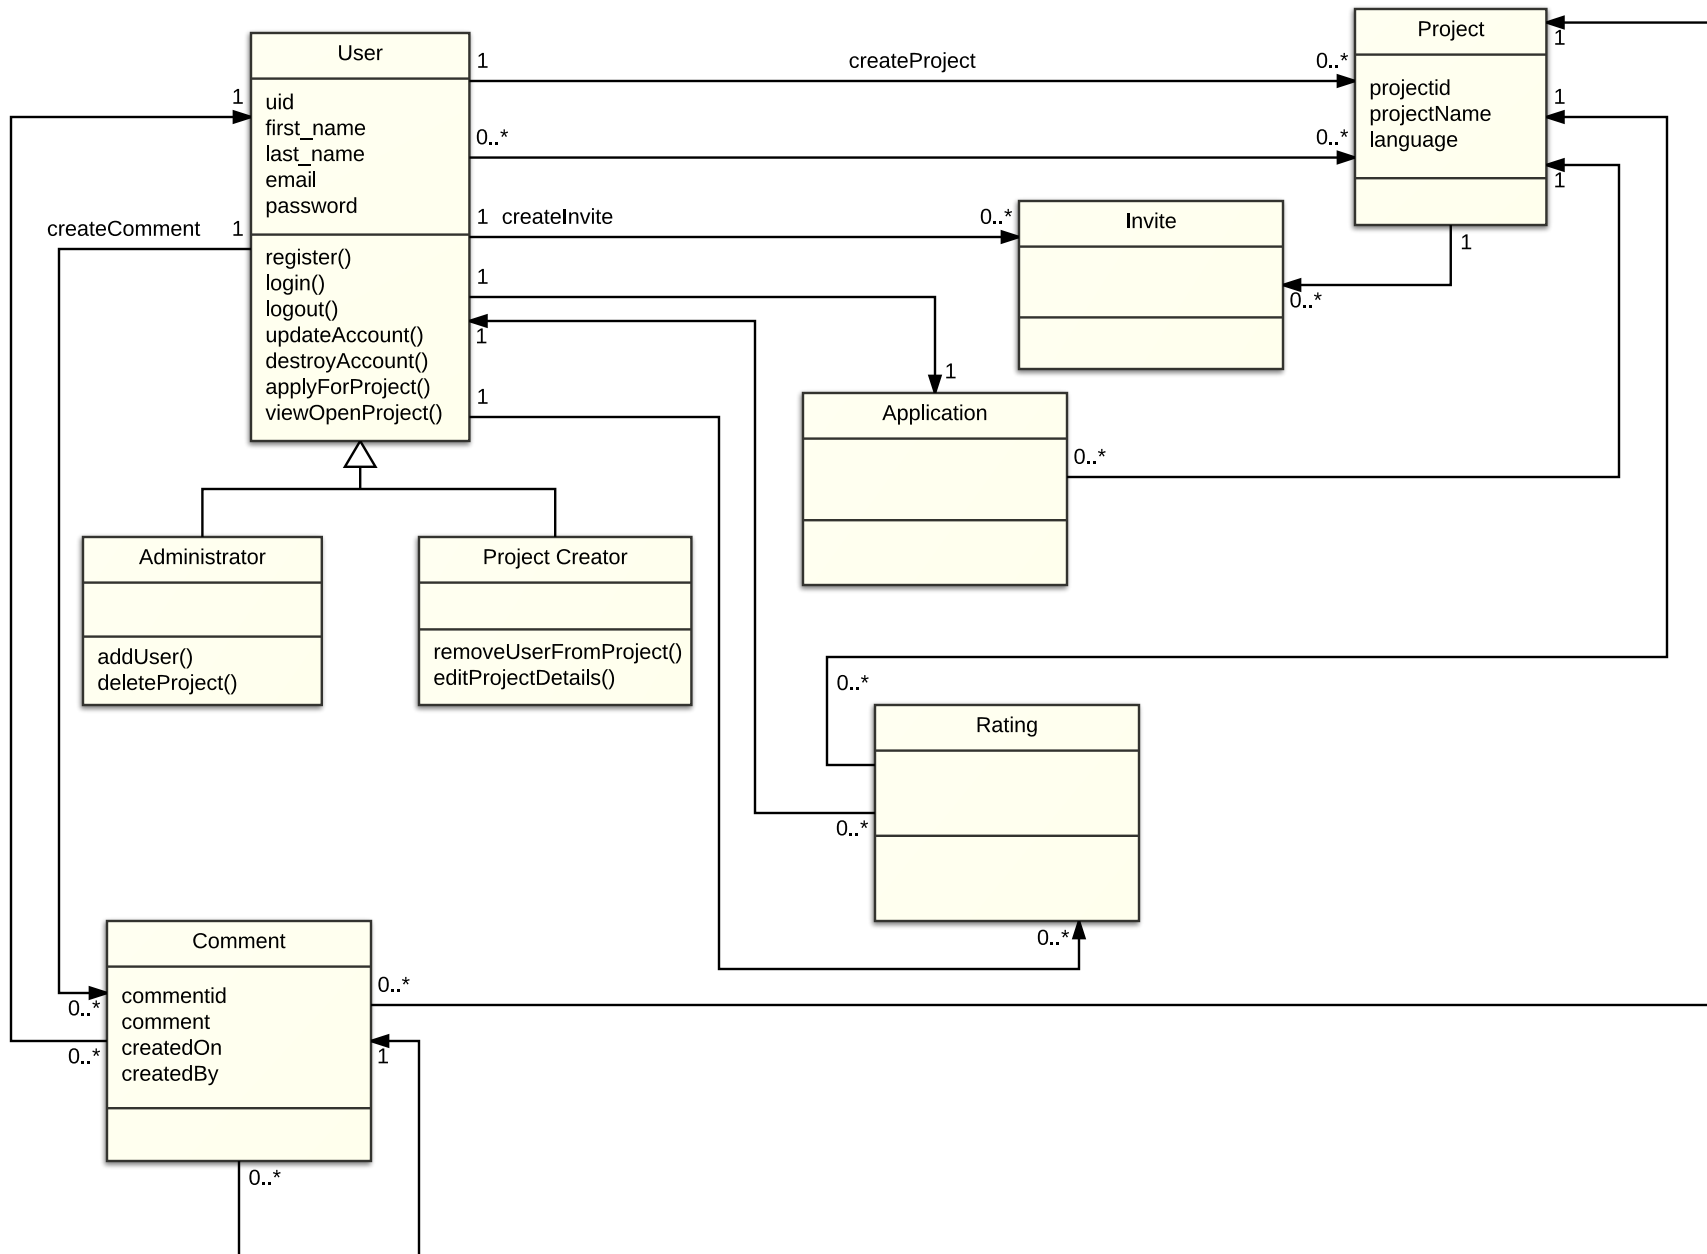 User
uid
first_name
last_name
email
password
register()
login()
logout()
updateAccount()
destroyAccount()
applyForProject()
viewOpenProject()
1
createProject
0..*
0..*
0..*
1
createInvite
0..*
1
1
1
1
1
createComment
1
Project
projectid
projectName
language
1
1
1
1
0..*
Invite
Application
0..*
Administrator
addUser()
deleteProject()
Project Creator
removeUserFromProject()
editProjectDetails()
0..*
Rating
0..*
0..*
Comment
commentid
comment
createdOn
createdBy
0..*
0..*
0..*
1
0..*